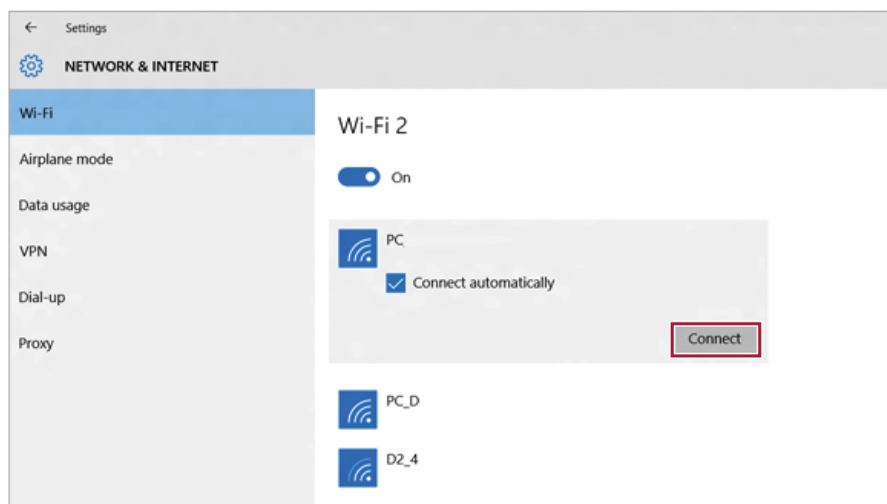 Settings
NETWORK & INTERNET
Wi-Fi
Airplane mode
Data usage
VPN
Dial-up
Proxy
Wi-Fi 2
On
PC
Connect automatically
Connect
PC_D
D2_4